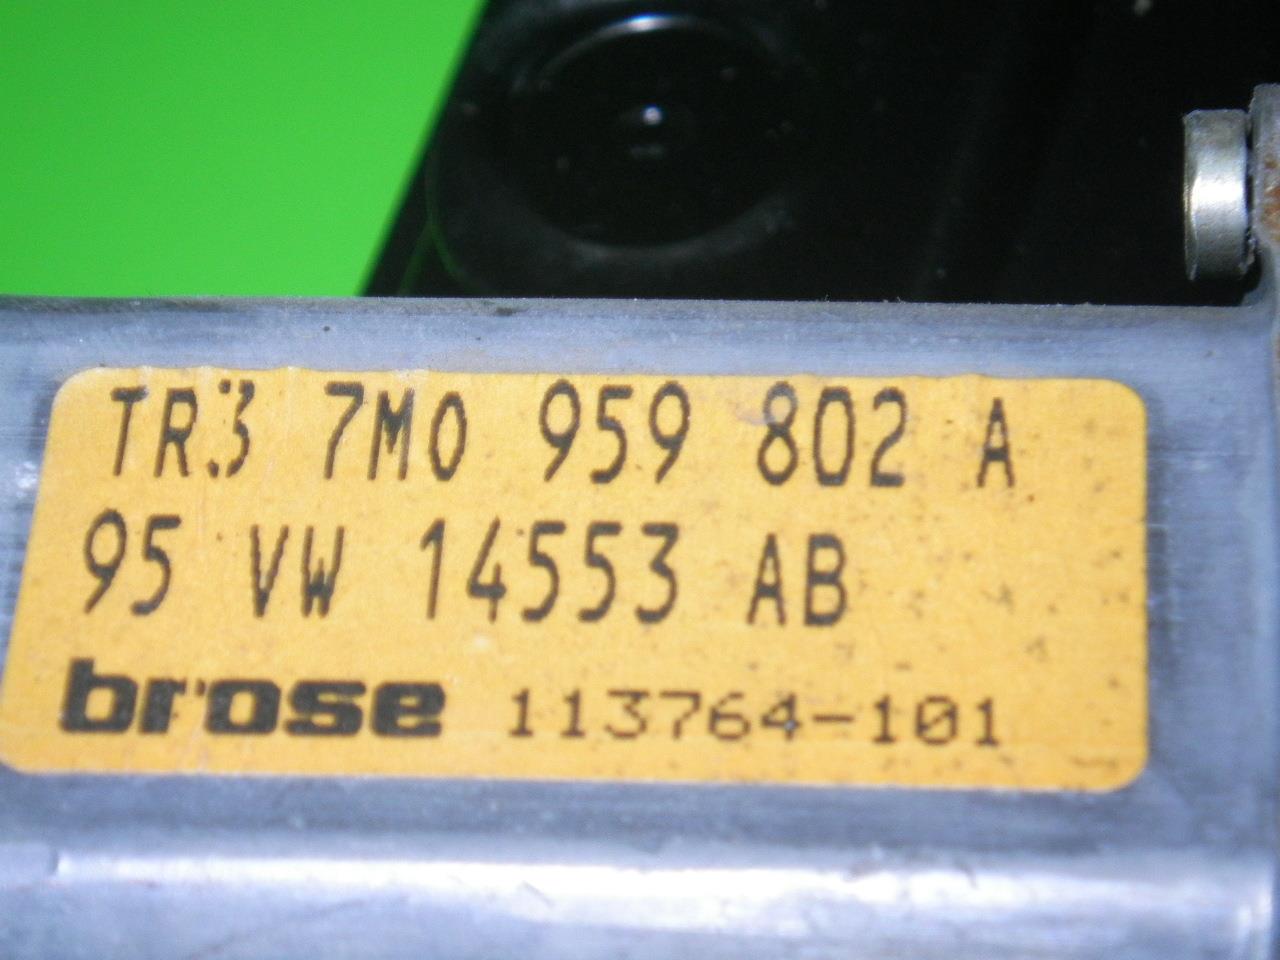 TR3 7M0 959 802 A
95 VW 14553 AB
brose 113764-101